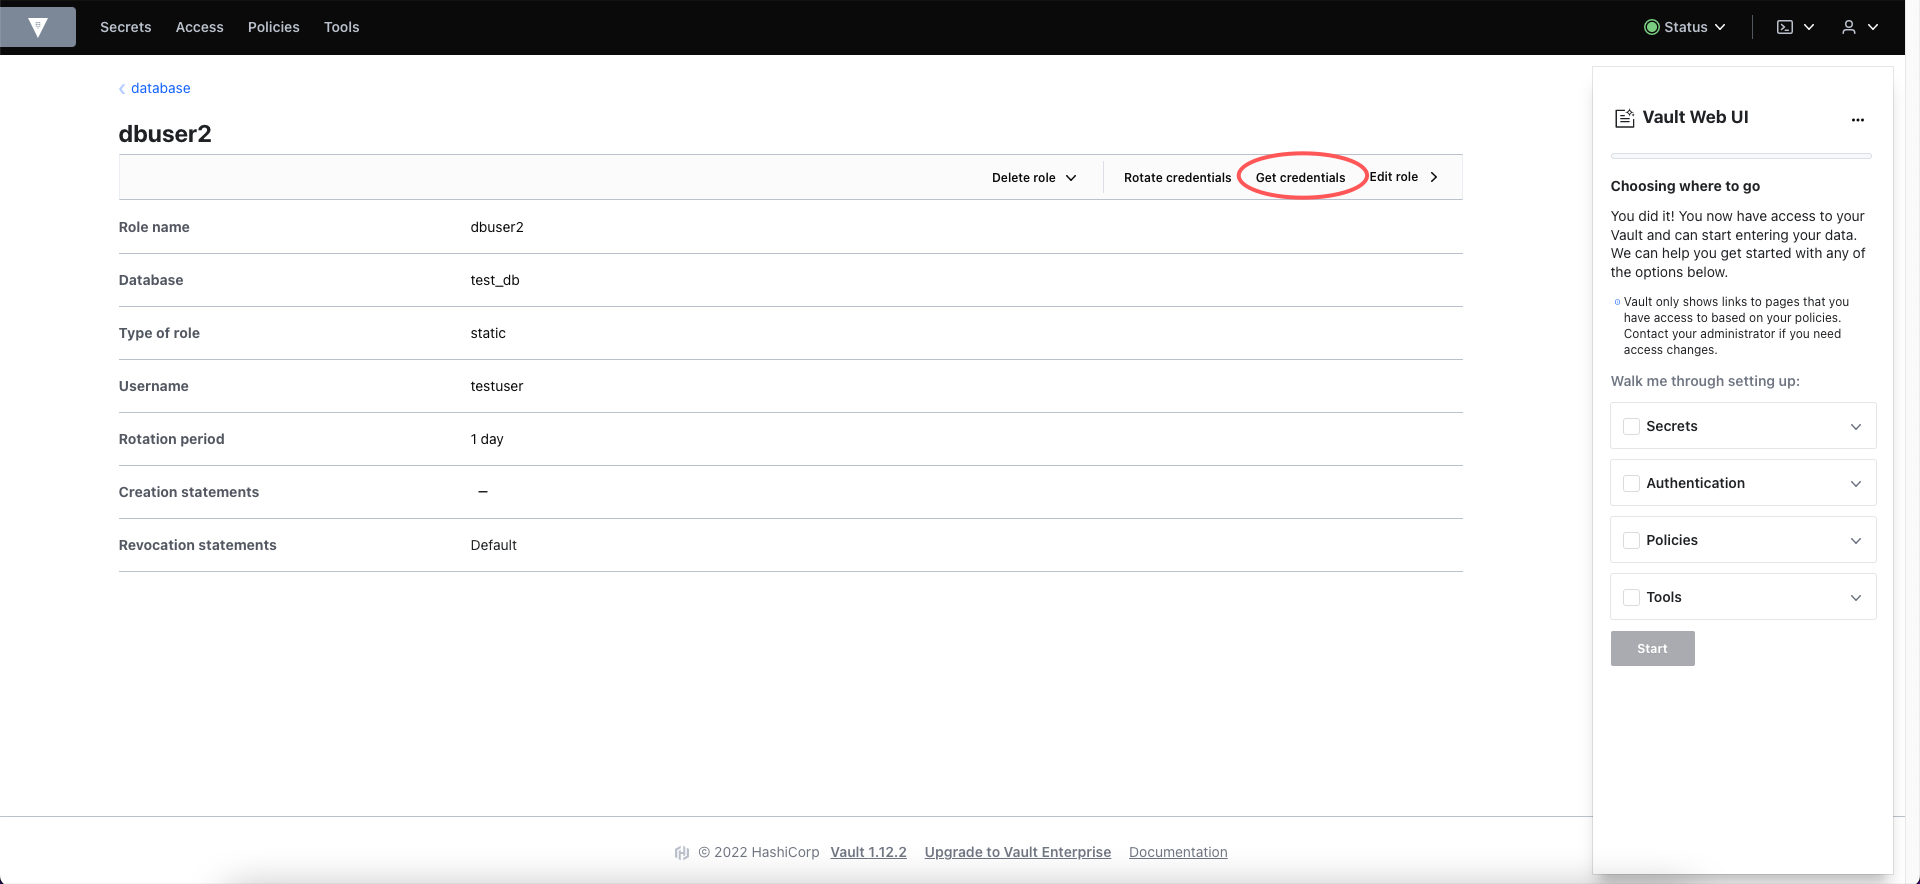 Secrets Access Policies Tools Status
database
dbuser2
Delete role Rotate credentials Get credentials Edit role
Role name dbuser2
Database test_db
Type of role static
Username testuser
Rotation period 1 day
Creation statements –
Revocation statements Default
Vault Web UI
Choosing where to go
You did it! You now have access to your
Vault and can start entering your data.
We can help you get started with any of
the options below.
Vault only shows links to pages that you
have access to based on your policies.
Contact your administrator if you need
access changes.
Walk me through setting up:
Secrets
Authentication
Policies
Tools
Start
© 2022 HashiCorp Vault 1.12.2 Upgrade to Vault Enterprise Documentation